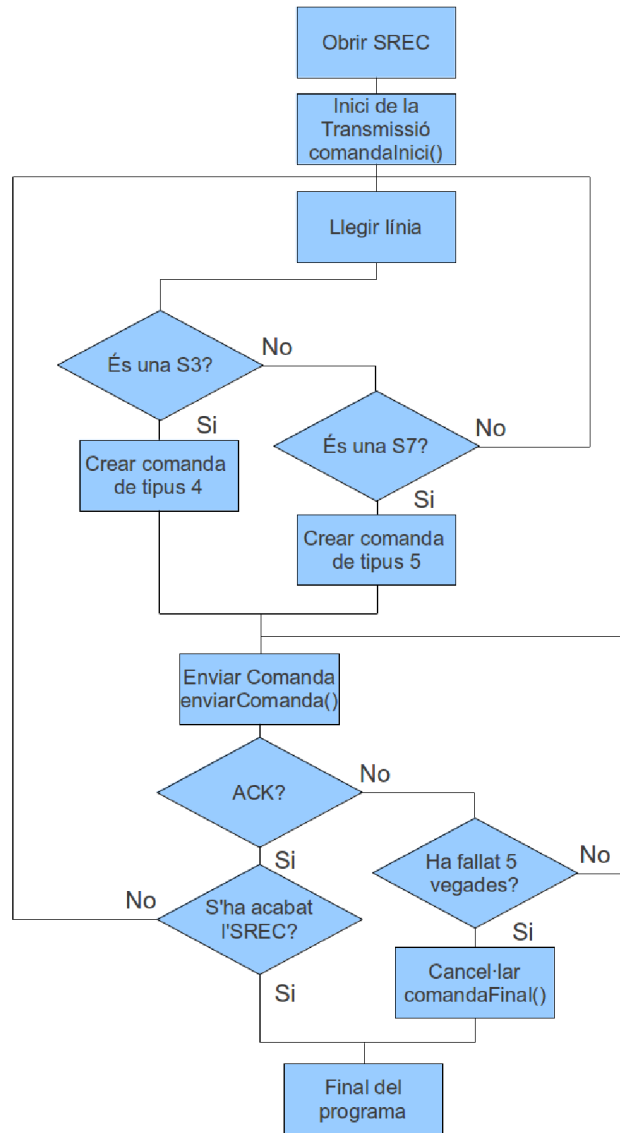 Obrir SREC
Inici de la
Transmissió
comandaInici()
Llegir línia
És una S3?
No
Si
És una S7?
No
Crear comanda
de tipus 4
Si
Crear comanda
de tipus 5
Enviar Comanda
enviarComanda()
ACK?
No
Si
Ha fallat 5
vegades?
No
No
S'ha acabat
l'SREC?
Si
Si
Cancel·lar
comandaFinal()
Final del
programa